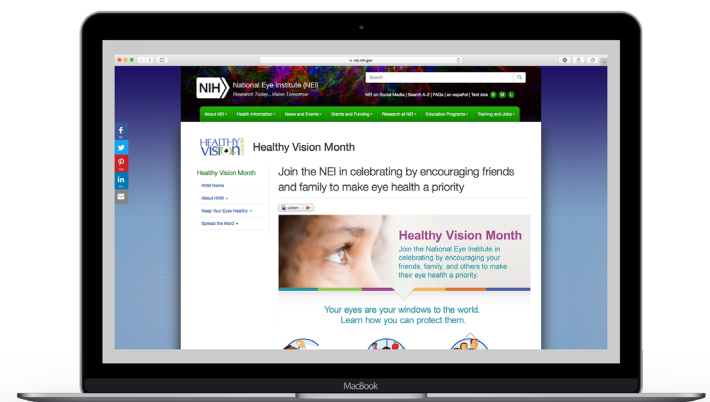 nei.nih.gov
NIH
National Eye Institute (NEI)
Research Today...Vision Tomorrow
Search
NEI on Social Media | Search A-Z | FAQs | en español | Text size S M L
About NEI
Health Information
News and Events
Grants and Funding
Research at NEI
Education Programs
Training and Jobs
HEALTHY
VISION
Healthy Vision Month
Healthy Vision Month
HVM Home
About HVM
Keep Your Eyes Healthy
Spread the Word
Join the NEI in celebrating by encouraging friends
and family to make eye health a priority
Listen
Healthy Vision Month
Join the National Eye Institute in
celebrating by encouraging your
friends, family, and others to make
their eye health a priority.
Your eyes are your windows to the world.
Learn how you can protect them.
MacBook